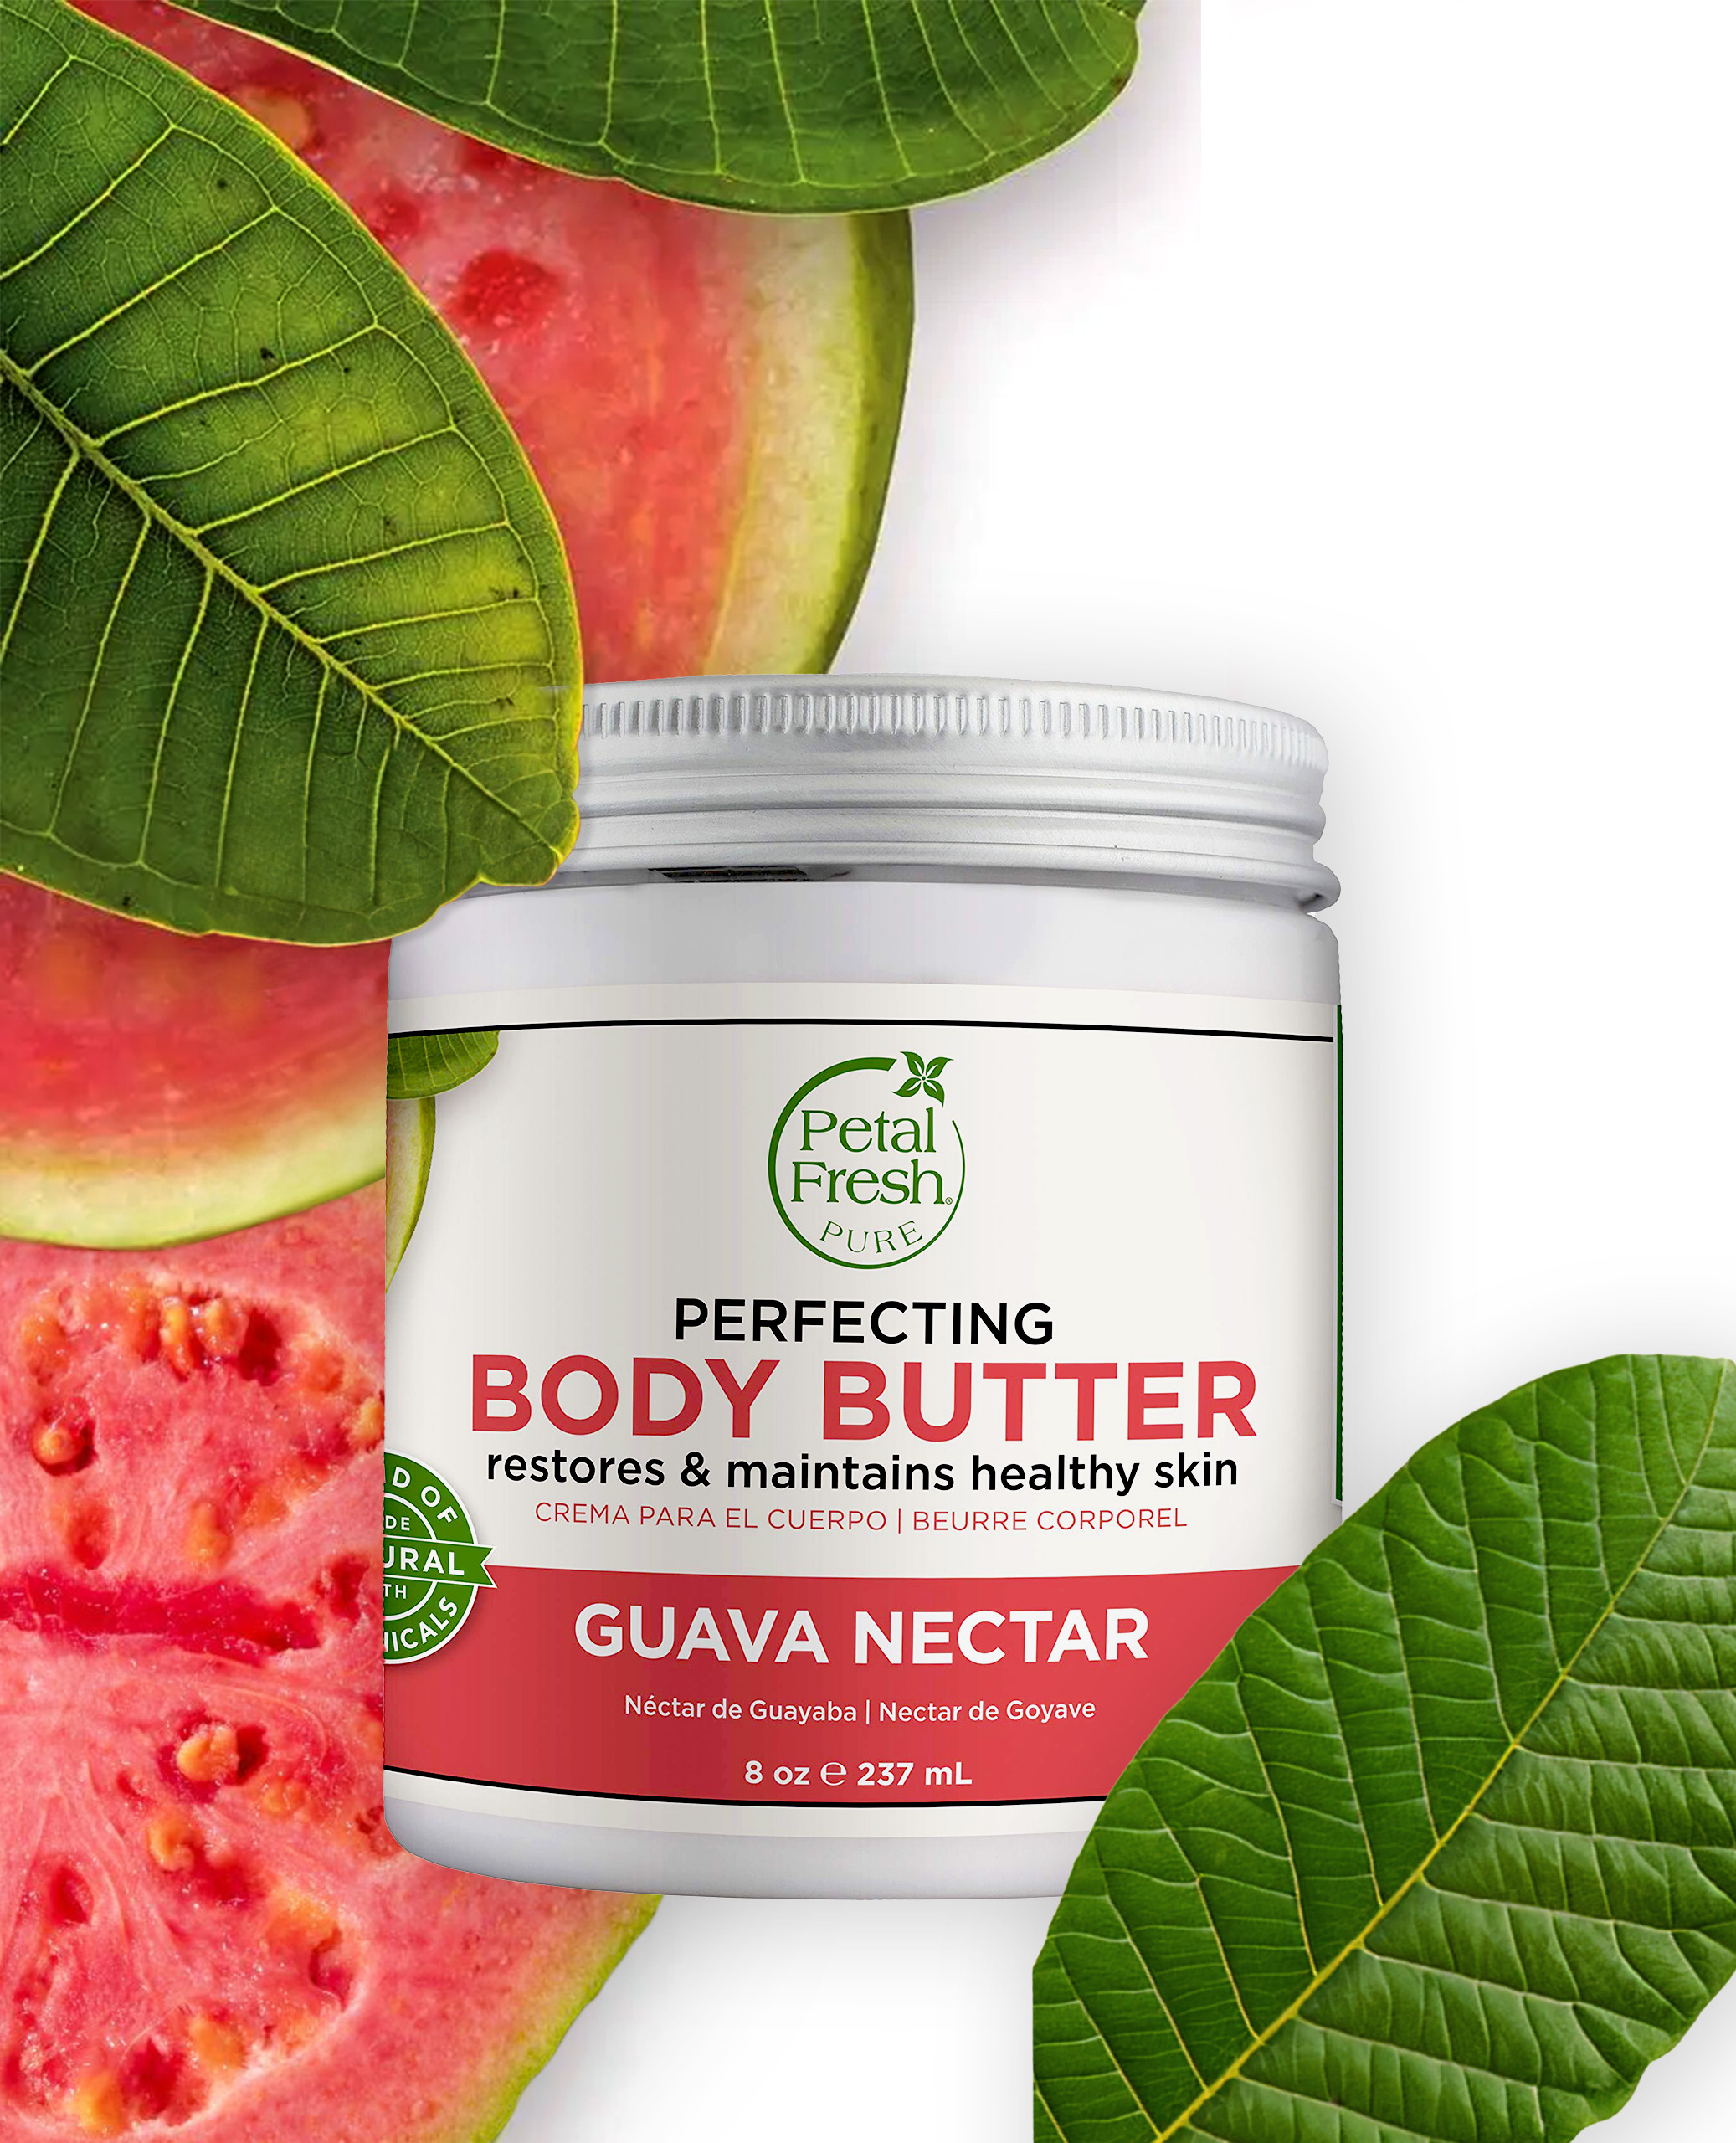 Petal
Fresh®
PURE
PERFECTING
BODY BUTTER
restores & maintains healthy skin
CREMA PARA EL CUERPO | BEURRE CORPOREL
OF
GUAVA NECTAR
Néctar de Guayaba | Nectar de Goyave
8 oz ℮ 237 mL